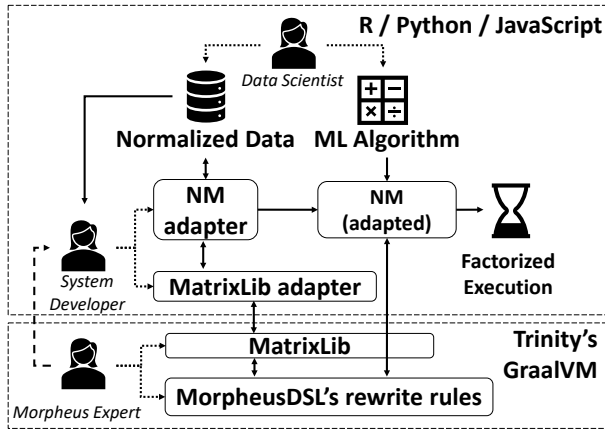 R / Python / JavaScript
Data Scientist
Normalized Data
ML Algorithm
NM
adapter
NM
(adapted)
System
Developer
Factorized
Execution
MatrixLib adapter
Trinity's
GraalVM
MatrixLib
MorpheusDSL's rewrite rules
Morpheus Expert